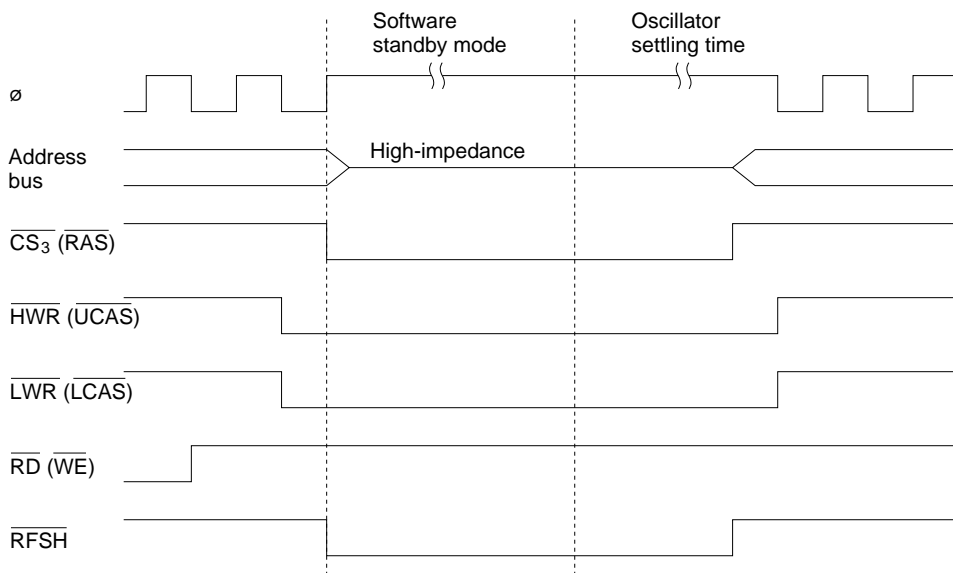 Software
standby mode
Oscillator
settling time
ø
Address
bus
High-impedance
CS₃ (RAS)
HWR (UCAS)
LWR (LCAS)
RD (WE)
RFSH